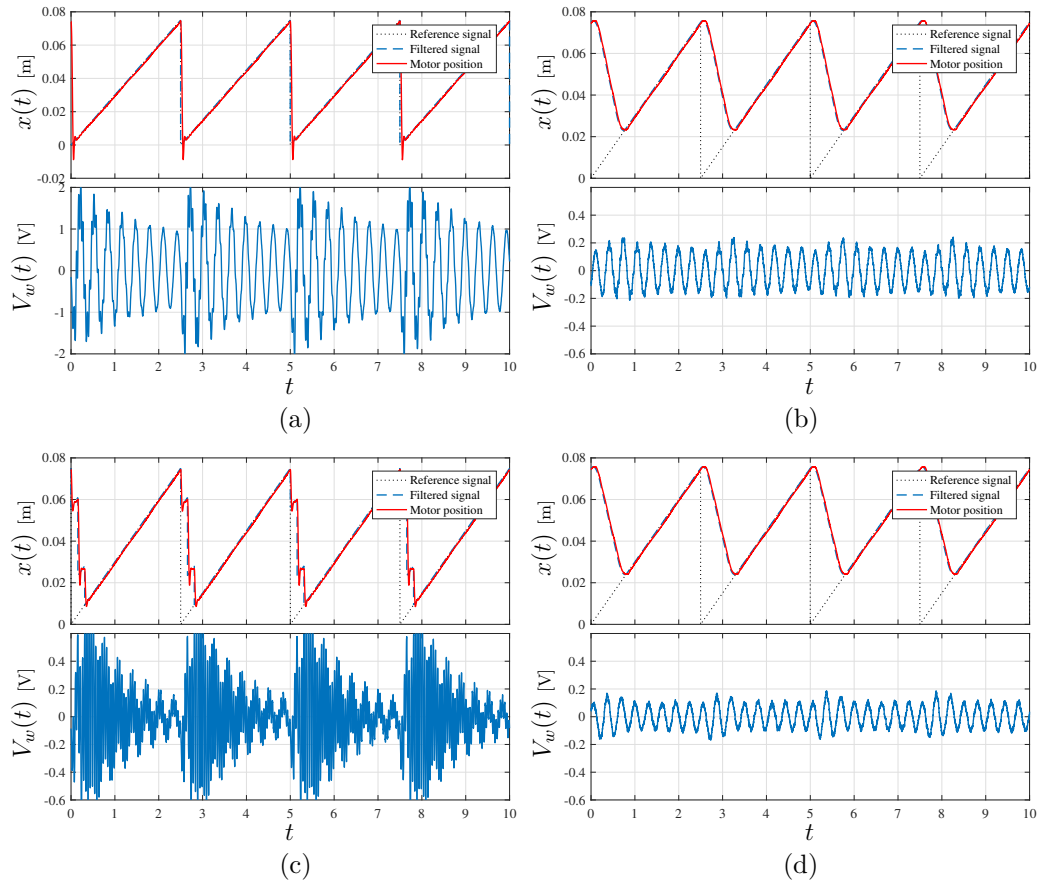 0.08
0.04
0
-0.02
x(t) [m]
Reference signal
Filtered signal
Motor position
2
1
0
-1
-2
V_w(t) [V]
0 1 2 3 4 5 6 7 8 9 10
t
(a)
0.08
0.06
0.04
0.02
0
x(t) [m]
Reference signal
Filtered signal
Motor position
0.4
0.2
0
-0.2
-0.4
-0.6
V_w(t) [V]
0 1 2 3 4 5 6 7 8 9 10
t
(b)
0.08
0.06
0.04
0.02
0
x(t) [m]
Reference signal
Filtered signal
Motor position
0.4
0.2
0
-0.2
-0.4
-0.6
V_w(t) [V]
0 1 2 3 4 5 6 7 8 9 10
t
(c)
0.08
0.06
0.04
0.02
0
x(t) [m]
Reference signal
Filtered signal
Motor position
0.4
0.2
0
-0.2
-0.4
-0.6
V_w(t) [V]
0 1 2 3 4 5 6 7 8 9 10
t
(d)